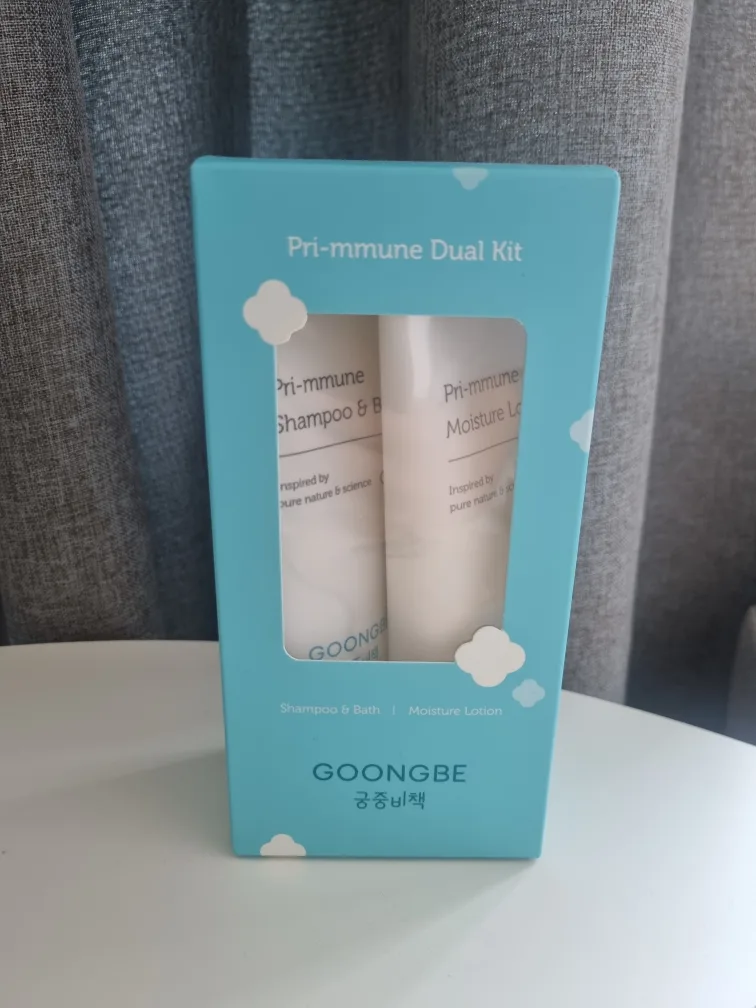 Pri-mmune Dual Kit
Pri-mmune
Shampoo & B
Inspired by
pure nature & science
GOONGB
Pri-mmune
Moisture Lo
Inspired by
pure nature &
Shampoo & Bath | Moisture Lotion
GOONGBE
궁중비책